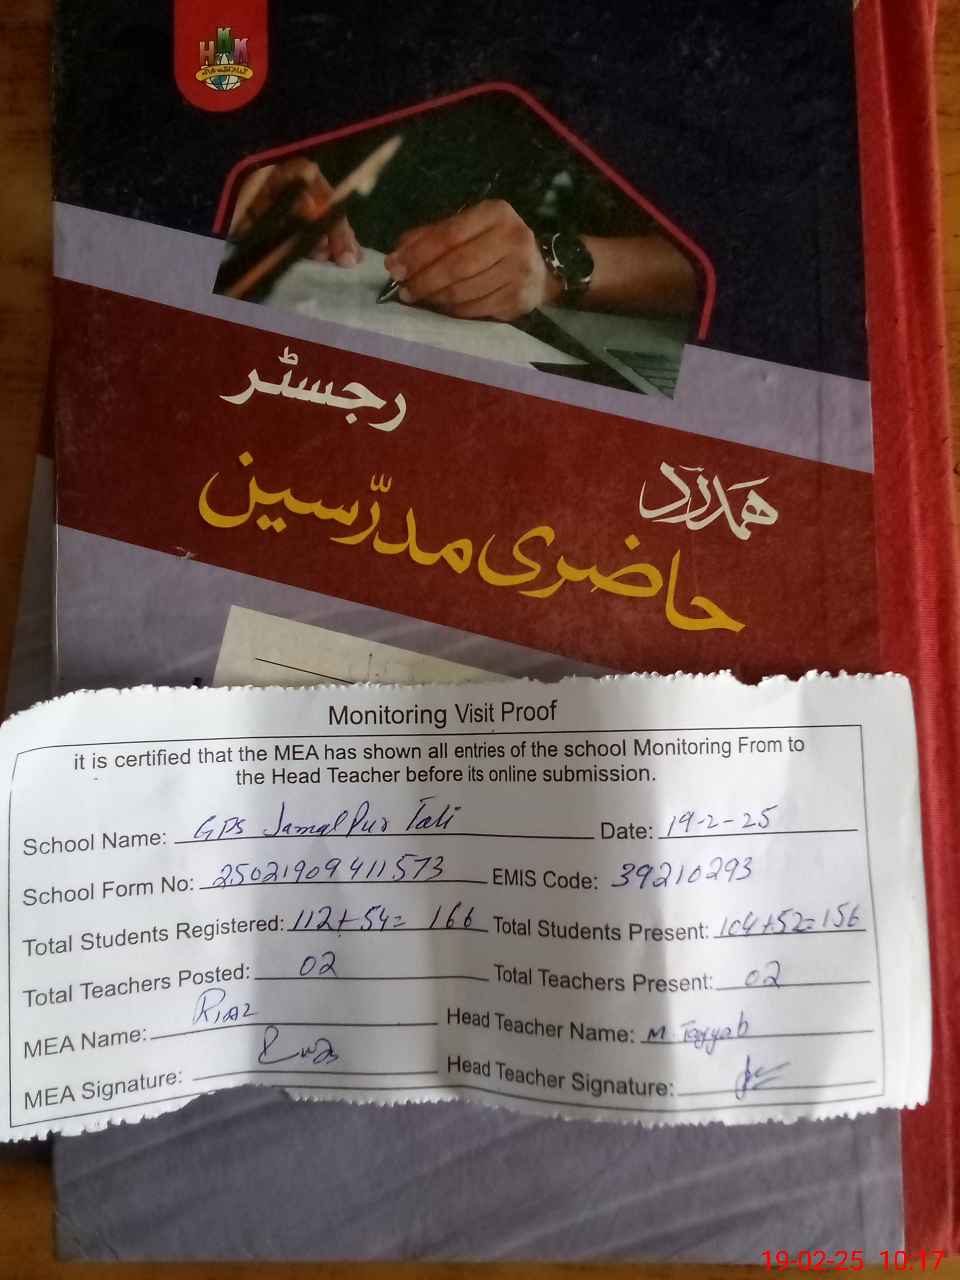 HKK
رجسٹر
ہمدرد
حاضری مدرّسین
Monitoring Visit Proof
it is certified that the MEA has shown all entries of the school Monitoring From to
the Head Teacher before its online submission.
School Name: GPS Jamal Pur Tali Date: 19-2-25
School Form No: 25021909411573 EMIS Code: 39210293
Total Students Registered: 112+54= 166 Total Students Present: 104+52=156
Total Teachers Posted: 02 Total Teachers Present: 02
MEA Name: Riaz Head Teacher Name: M Tayyab
MEA Signature: Head Teacher Signature:
19-02-25 10:17